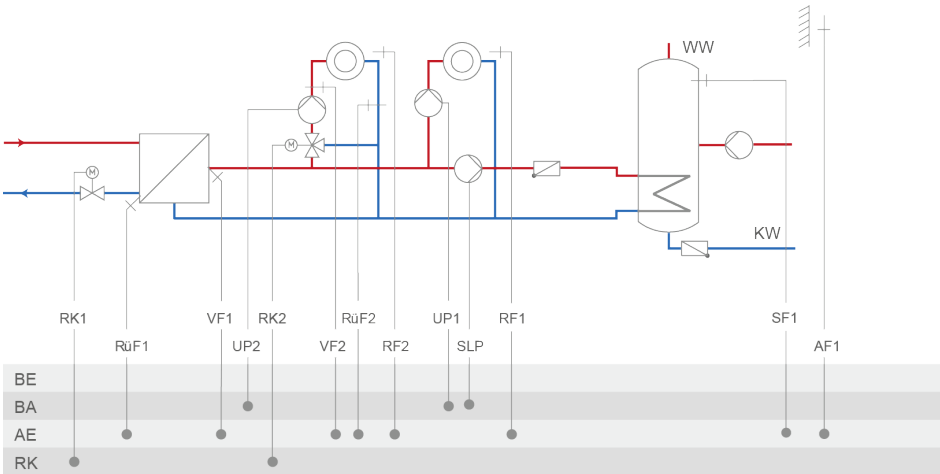 WW
M
M
KW
RK1 VF1 RK2 RüF2 UP1 RF1 SF1
RüF1 UP2 VF2 RF2 SLP AF1
BE
BA
AE
RK